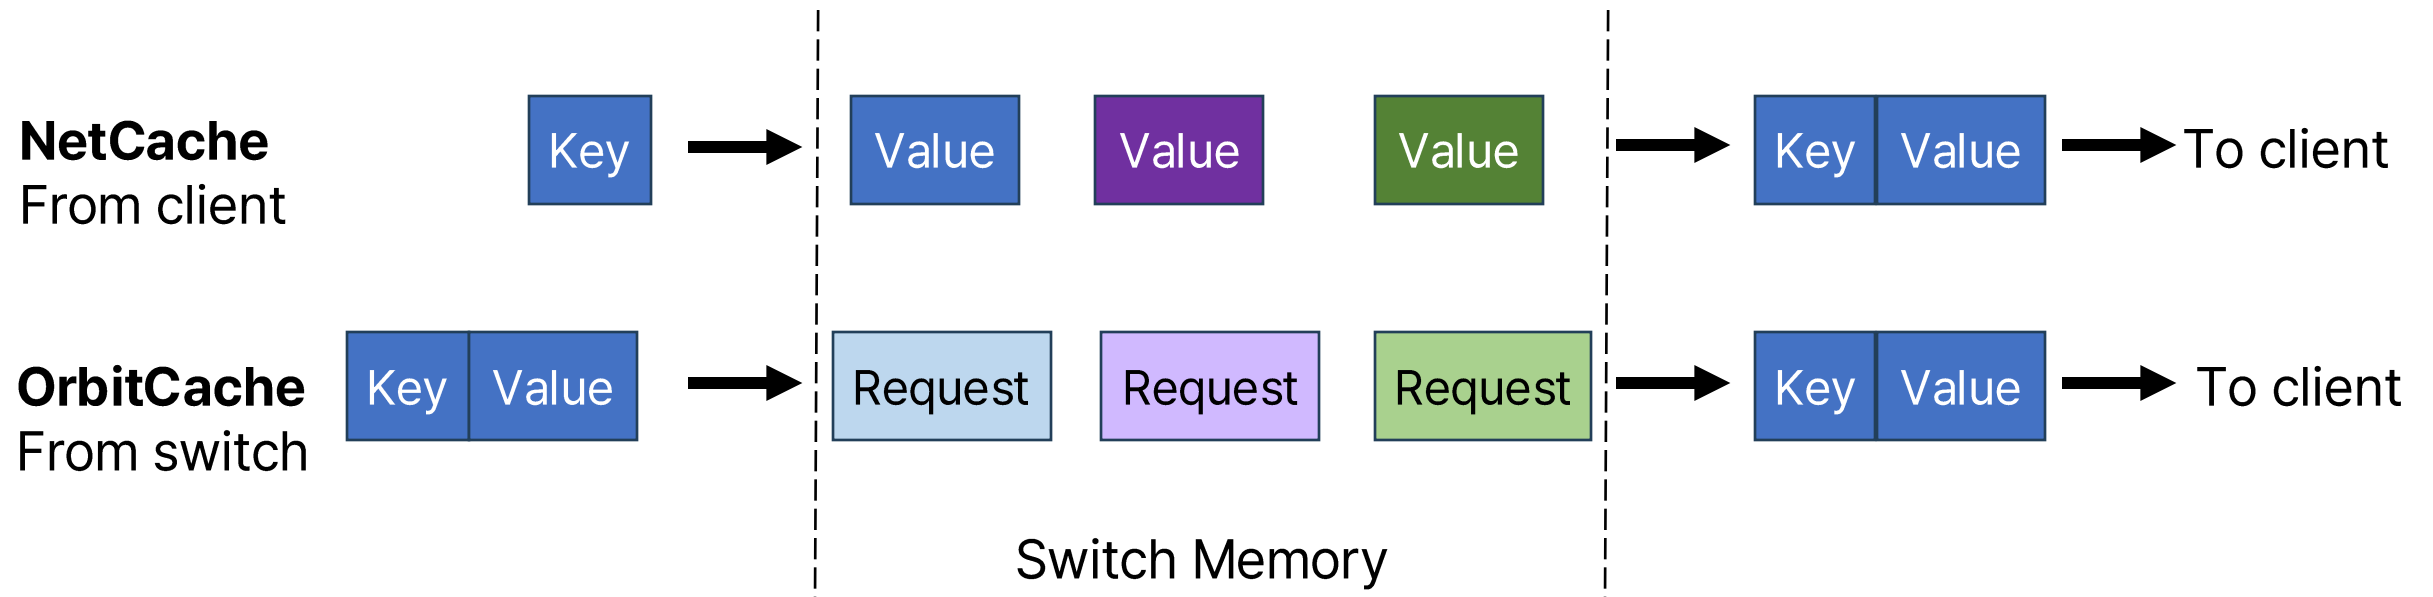 NetCache
From client
Key
Value
Value
Value
Key
Value
To client
OrbitCache
From switch
Key
Value
Request
Request
Request
Key
Value
To client
Switch Memory